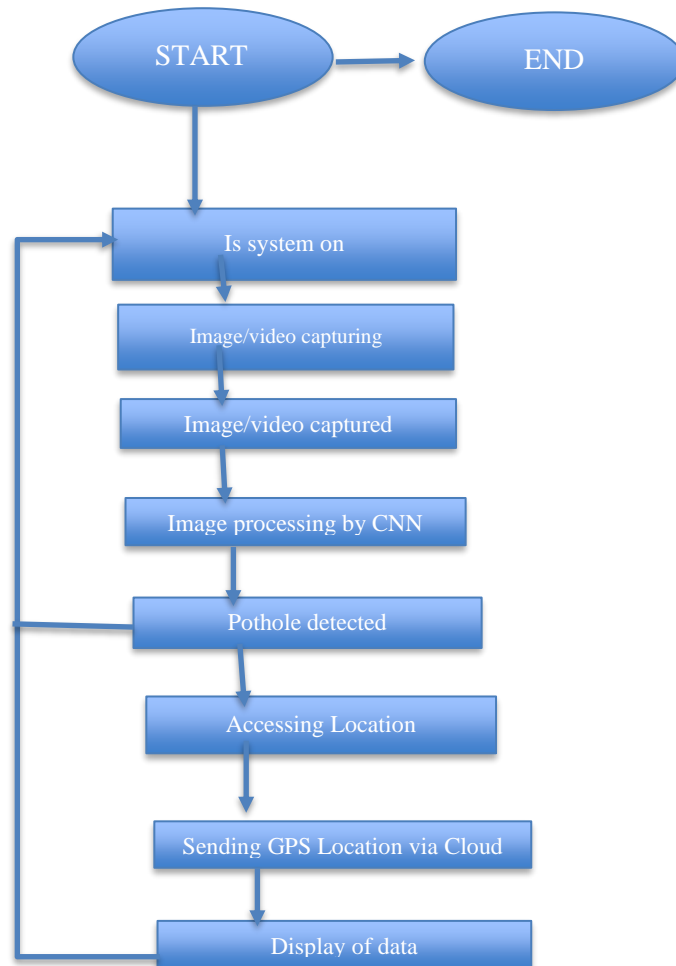 START
END
Is system on
Image/video capturing
Image/video captured
Image processing by CNN
Pothole detected
Accessing Location
Sending GPS Location via Cloud
Display of data